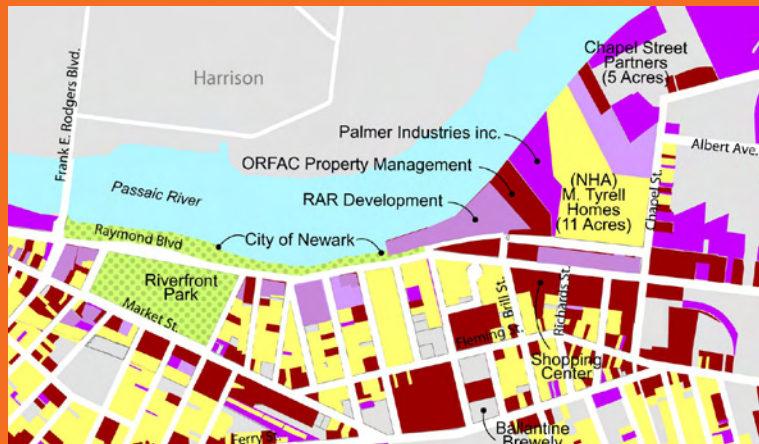 Harrison
Chapel Street
Partners
(5 Acres)
Frank E. Rodgers Blvd.
Palmer Industries inc.
Albert Ave.
ORFAC Property Management
Passaic River
(NHA)
M. Tyrell
Homes
(11 Acres)
RAR Development
Chapel St.
Raymond Blvd
City of Newark
Riverfront
Park
Market St.
Brill St.
Richards St.
Fleming St.
Shopping
Center
Ferry St.
Ballantine
Brewely